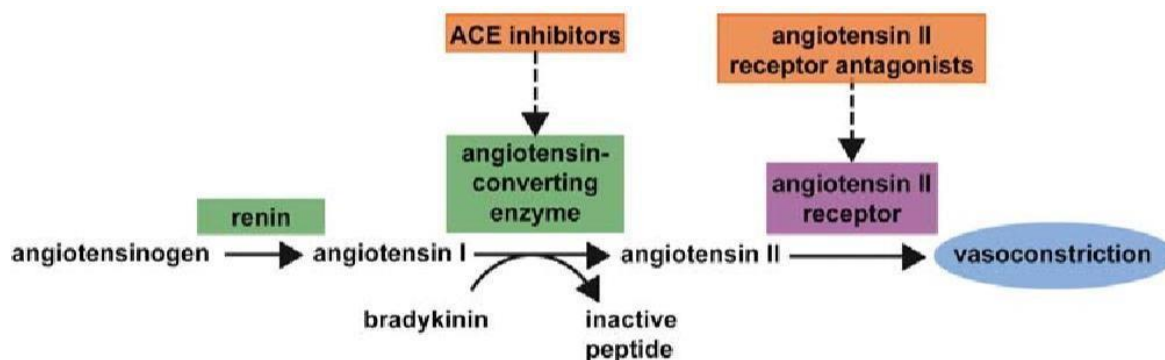 ACE inhibitors
angiotensin II
receptor antagonists
angiotensin-
converting
enzyme
angiotensin II
receptor
renin
angiotensinogen
angiotensin I
angiotensin II
vasoconstriction
bradykinin
inactive
peptide